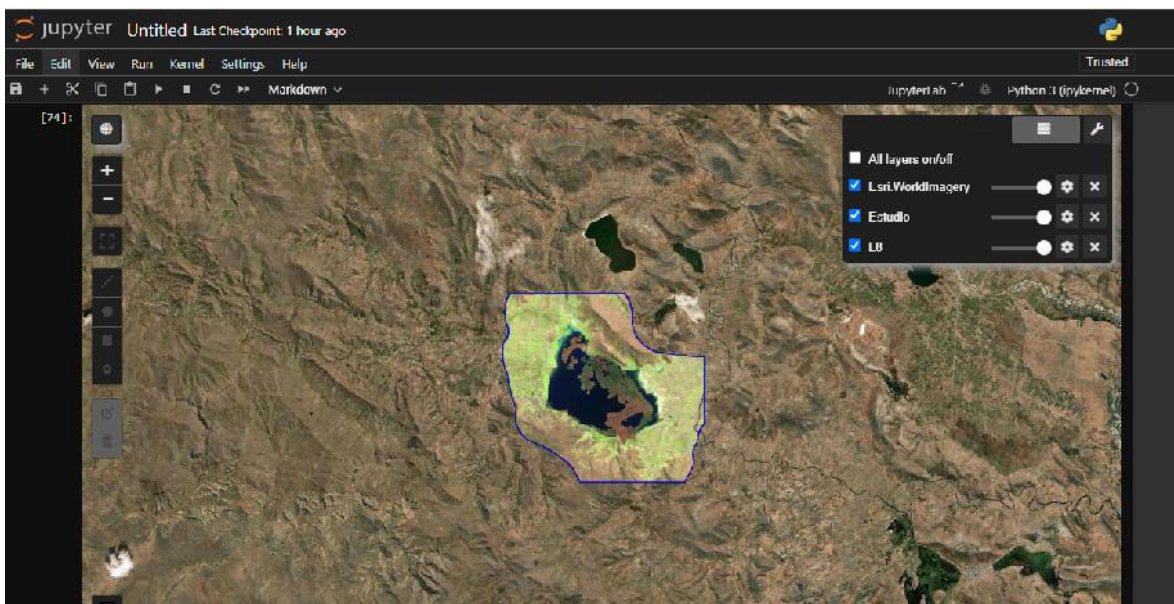 jupyter Untitled Last Checkpoint: 1 hour ago
File Edit View Run Kernel Settings Help Trusted
Markdown JupyterLab Python 3 (ipykernel)
[74]:
All layers on/off
Esri.WorldImagery
Estudio
L8